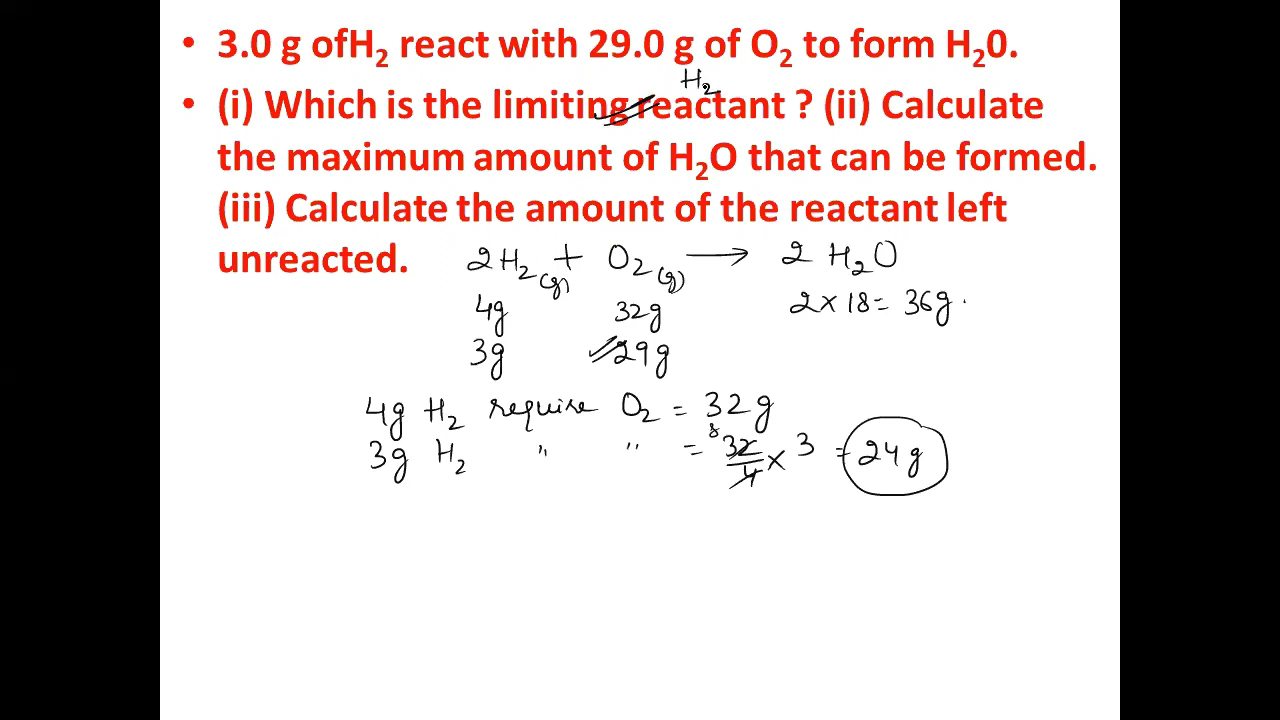 • 3.0 g ofH₂ react with 29.0 g of O₂ to form H₂0.
H₂
• (i) Which is the limiting reactant ? (ii) Calculate
the maximum amount of H₂O that can be formed.
(iii) Calculate the amount of the reactant left
unreacted.
2H₂(g) + O₂(g) → 2 H₂O
4g 32g 2 × 18 = 36g.
3g 29g
4g H₂ require O₂ = 32g
3g H₂ " " = 8 32/4 × 3 = 24g